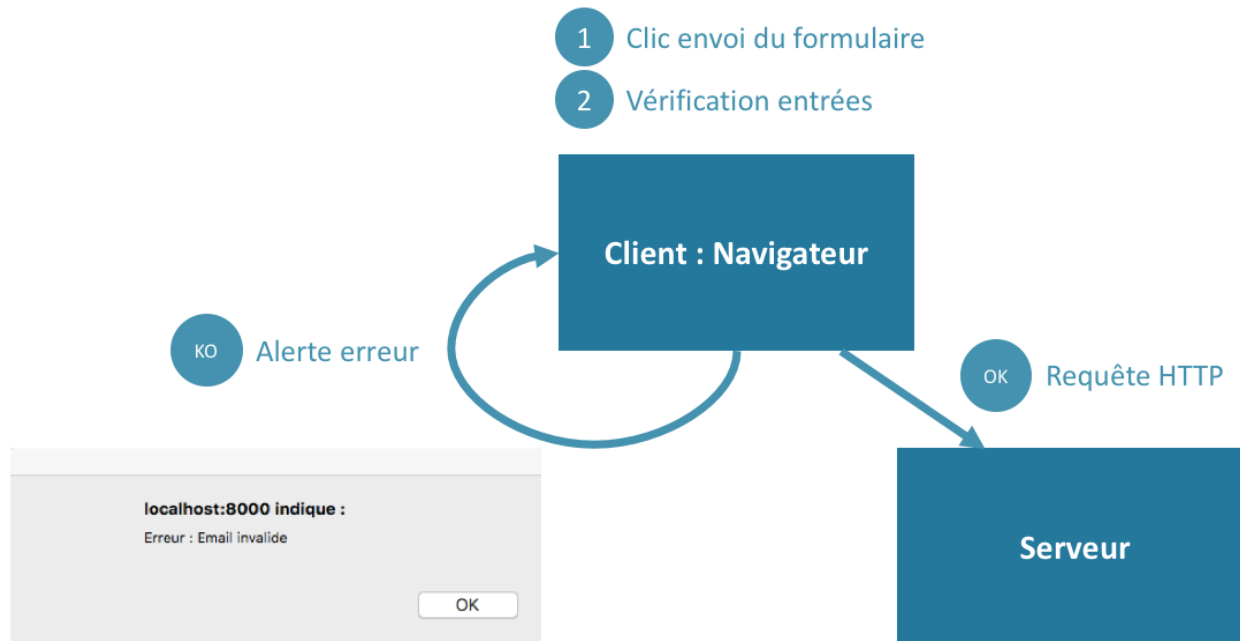 1 Clic envoi du formulaire
2 Vérification entrées
Client : Navigateur
KO Alerte erreur
OK Requête HTTP
localhost:8000 indique :
Erreur : Email invalide
OK
Serveur